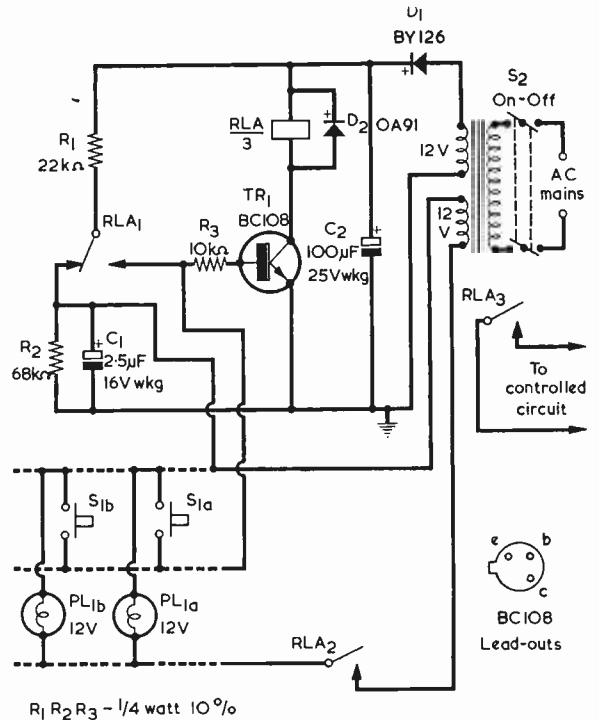 D1
BY126
S2
On-Off
R1
22kΩ
RLA
3
D2 OA91
12V
AC
mains
TR1
BC108
RLA1
R3
10kΩ
C2
100µF
25Vwkg
12
V
RLA3
R2
68kΩ
C1
2·5µF
16Vwkg
To
controlled
circuit
S1b
S1a
e
b
c
PL1b
12V
PL1a
12V
BC108
Lead-outs
RLA2
R1 R2 R3 – 1/4 watt 10%